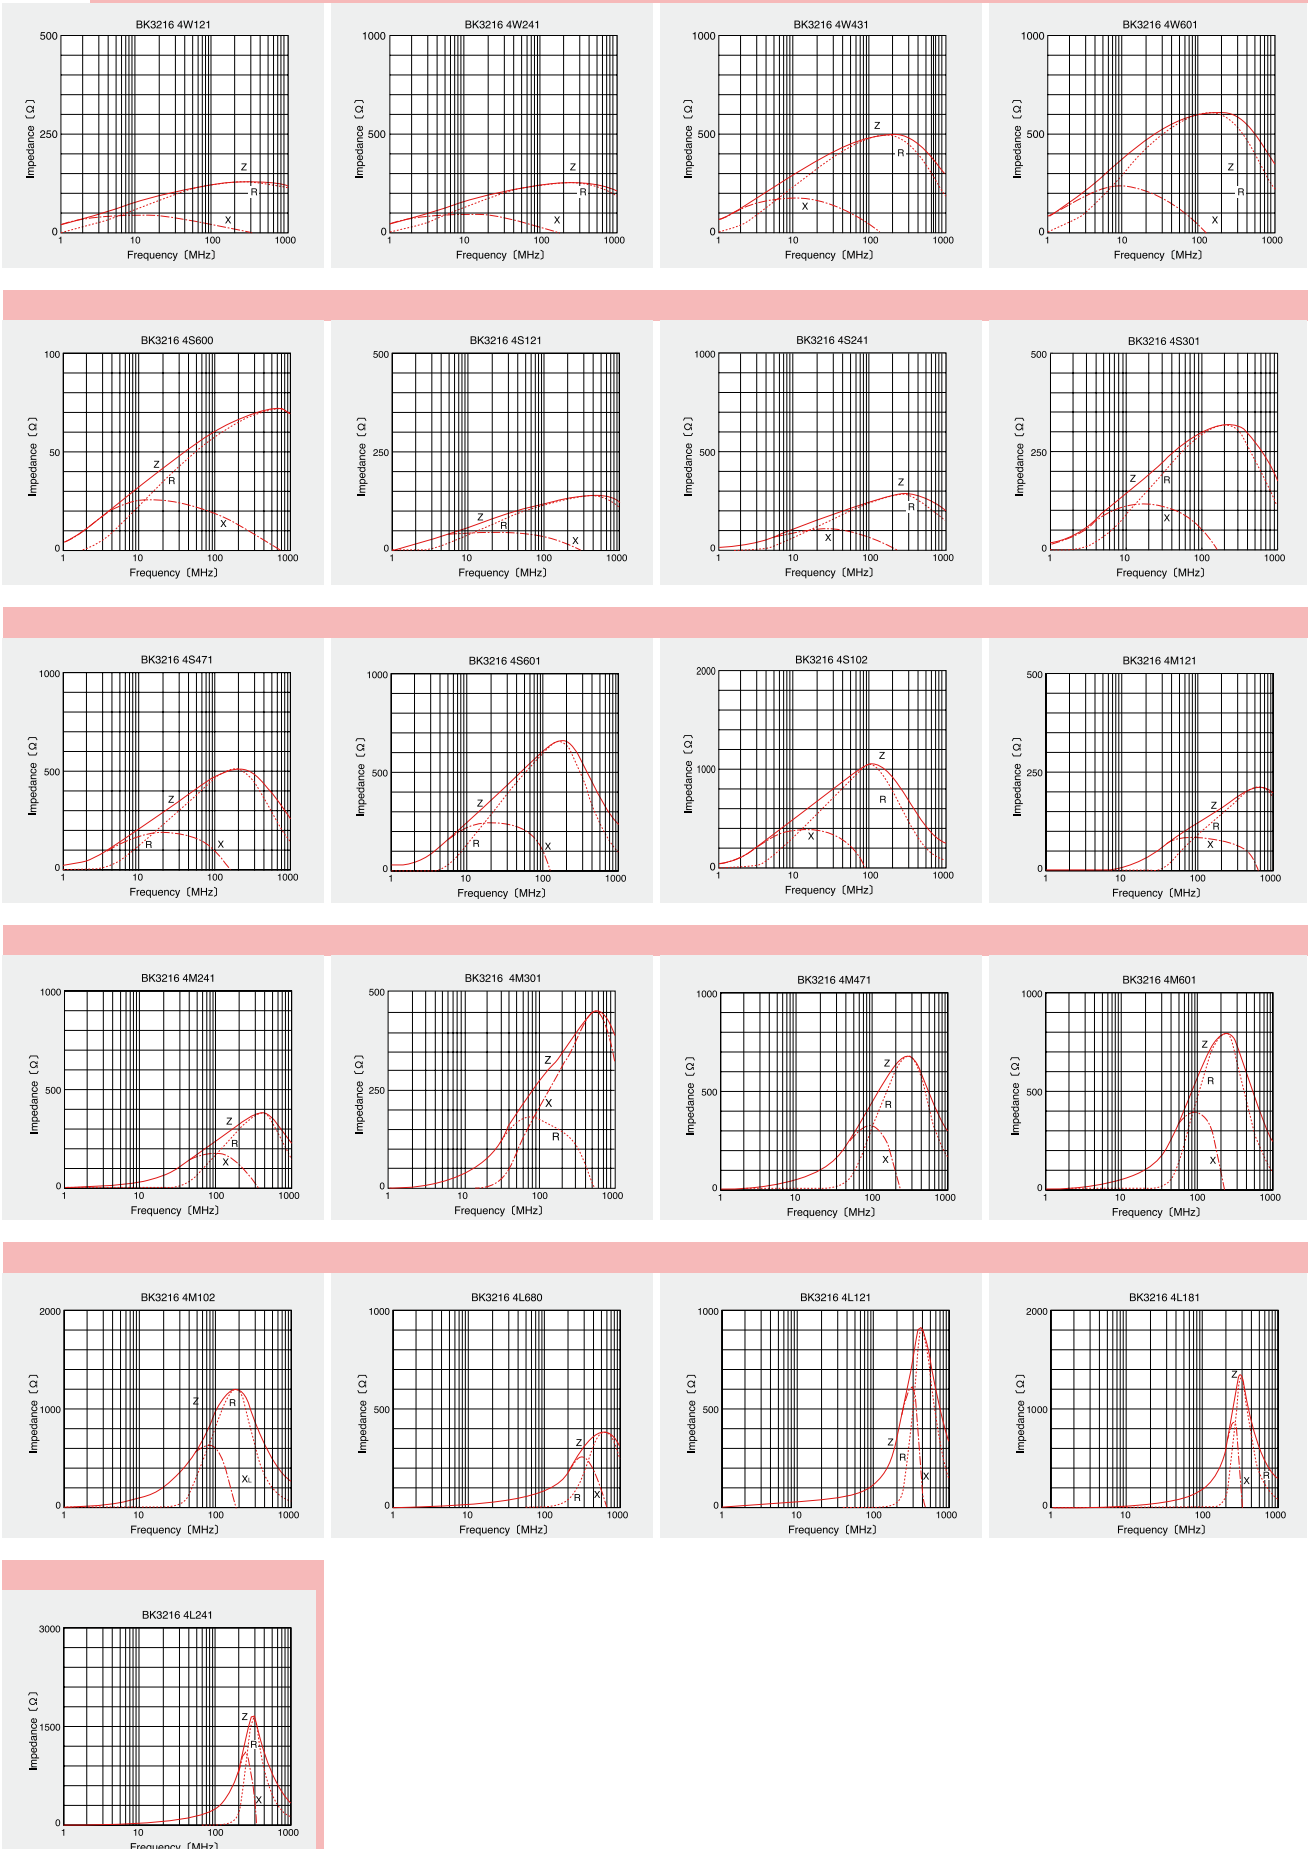 BK3216 4W121
500
250
0
Impedance〔Ω〕
Z
R
X
1 10 100 1000
Frequency〔MHz〕
BK3216 4W241
1000
500
0
Impedance〔Ω〕
Z
R
X
1 10 100 1000
Frequency〔MHz〕
BK3216 4W431
1000
500
0
Impedance〔Ω〕
Z
R
X
1 10 100 1000
Frequency〔MHz〕
BK3216 4W601
1000
500
0
Impedance〔Ω〕
Z
R
X
1 10 100 1000
Frequency〔MHz〕
BK3216 4S600
100
50
0
Impedance〔Ω〕
Z
R
X
1 10 100 1000
Frequency〔MHz〕
BK3216 4S121
500
250
0
Impedance〔Ω〕
Z
R
X
1 10 100 1000
Frequency〔MHz〕
BK3216 4S241
1000
500
0
Impedance〔Ω〕
Z
R
X
1 10 100 1000
Frequency〔MHz〕
BK3216 4S301
500
250
0
Impedance〔Ω〕
Z
R
X
1 10 100 1000
Frequency〔MHz〕
BK3216 4S471
1000
500
0
Impedance〔Ω〕
Z
R
X
1 10 100 1000
Frequency〔MHz〕
BK3216 4S601
1000
500
0
Impedance〔Ω〕
Z
R
X
1 10 100 1000
Frequency〔MHz〕
BK3216 4S102
2000
1000
0
Impedance〔Ω〕
Z
R
X
1 10 100 1000
Frequency〔MHz〕
BK3216 4M121
500
250
0
Impedance〔Ω〕
Z
R
X
1 10 100 1000
Frequency〔MHz〕
BK3216 4M241
1000
500
0
Impedance〔Ω〕
Z
R
X
1 10 100 1000
Frequency〔MHz〕
BK3216 4M301
500
250
0
Impedance〔Ω〕
Z
X
R
1 10 100 1000
Frequency〔MHz〕
BK3216 4M471
1000
500
0
Impedance〔Ω〕
Z
R
X
1 10 100 1000
Frequency〔MHz〕
BK3216 4M601
1000
500
0
Impedance〔Ω〕
Z
R
X
1 10 100 1000
Frequency〔MHz〕
BK3216 4M102
2000
1000
0
Impedance〔Ω〕
Z
R
XL
1 10 100 1000
Frequency〔MHz〕
BK3216 4L680
1000
500
0
Impedance〔Ω〕
Z
R
X
1 10 100 1000
Frequency〔MHz〕
BK3216 4L121
1000
500
0
Impedance〔Ω〕
Z
R
X
1 10 100 1000
Frequency〔MHz〕
BK3216 4L181
2000
1000
0
Impedance〔Ω〕
Z
R
X
1 10 100 1000
Frequency〔MHz〕
BK3216 4L241
3000
1500
0
Impedance〔Ω〕
Z
R
X
1 10 100 1000
Frequency〔MHz〕